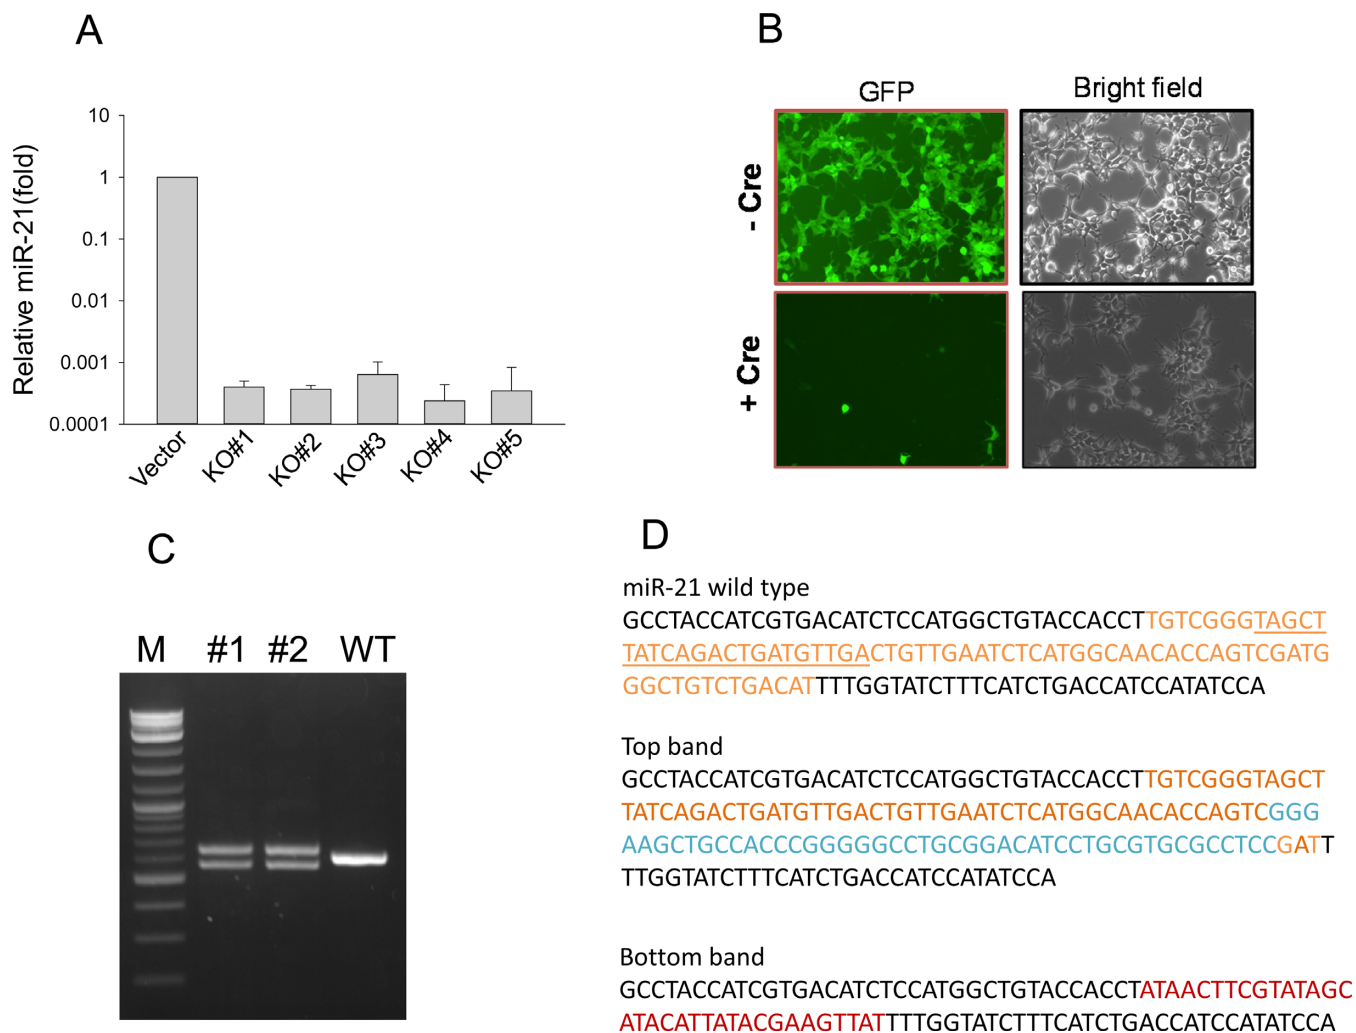 A
Relative miR-21(fold)
10
1
0.1
0.01
0.001
0.0001
Vector
KO#1
KO#2
KO#3
KO#4
KO#5
B
GFP
Bright field
- Cre
+ Cre
C
M #1 #2 WT
D
miR-21 wild type
GCCTACCATCGTGACATCTCCATGGCTGTACCACCTTGTCGGGTAGCT
TATCAGACTGATGTTGACTGTTGAATCTCATGGCAACACCAGTCGATG
GGCTGTCTGACATTTTGGTATCTTTCATCTGACCATCCATATCCA
Top band
GCCTACCATCGTGACATCTCCATGGCTGTACCACCTTGTCGGGTAGCT
TATCAGACTGATGTTGACTGTTGAATCTCATGGCAACACCAGTCGGG
AAGCTGCCACCCGGGGGCCTGCGGACATCCTGCGTGCGCCTCCGATT
TTGGTATCTTTCATCTGACCATCCATATCCA
Bottom band
GCCTACCATCGTGACATCTCCATGGCTGTACCACCTATAACTTCGTATAGC
ATACATTATACGAAGTTATTTTGGTATCTTTCATCTGACCATCCATATCCA